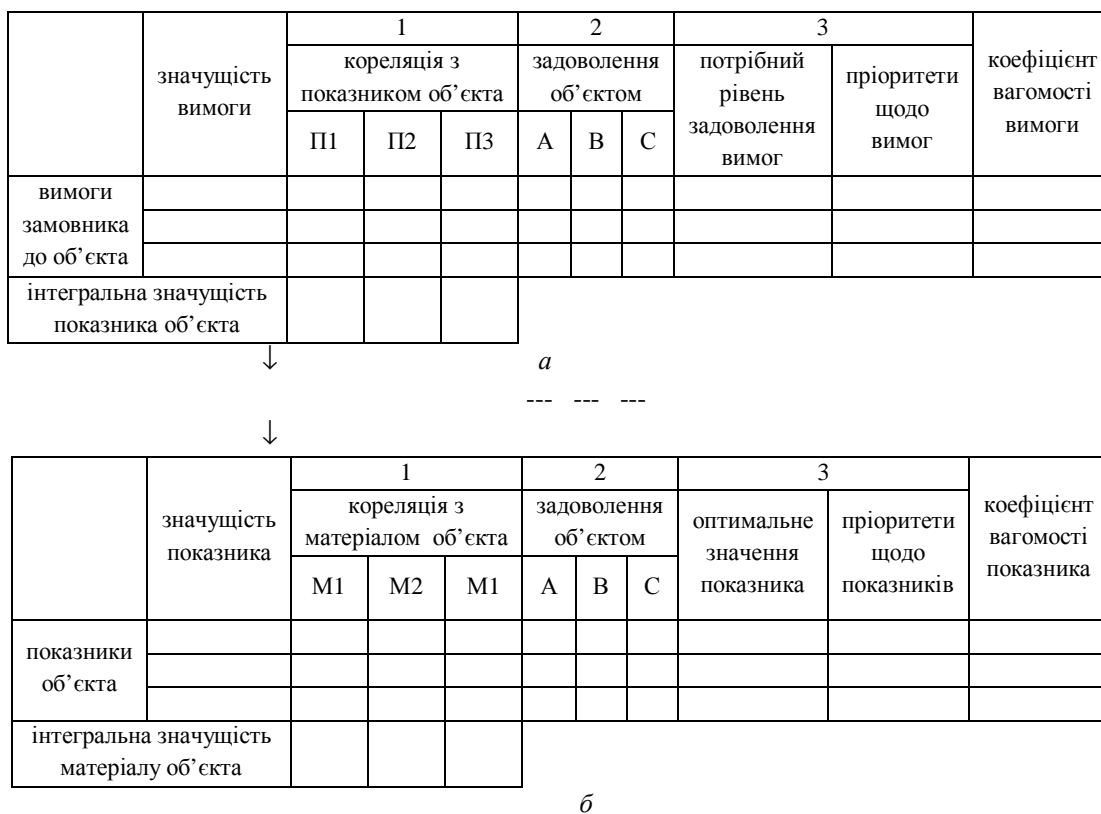 1 2 3
значущість
вимоги
кореляція з
показником об’єкта
задоволення
об’єктом
потрібний
рівень
задоволення
вимог
пріоритети
щодо
вимог
коефіцієнт
вагомості
вимоги
П1 П2 П3 А В С
вимоги
замовника
до об’єкта
інтегральна значущість
показника об’єкта
↓ а
--- --- ---
↓
1 2 3
значущість
показника
кореляція з
матеріалом об’єкта
задоволення
об’єктом
оптимальне
значення
показника
пріоритети
щодо
показників
коефіцієнт
вагомості
показника
М1 М2 М1 А В С
показники
об’єкта
інтегральна значущість
матеріалу об’єкта
б